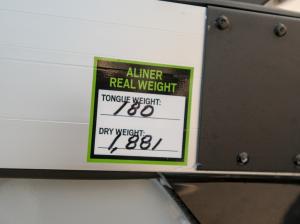 ALINER
REAL WEIGHT
TONGUE WEIGHT:
180
DRY WEIGHT:
1,881